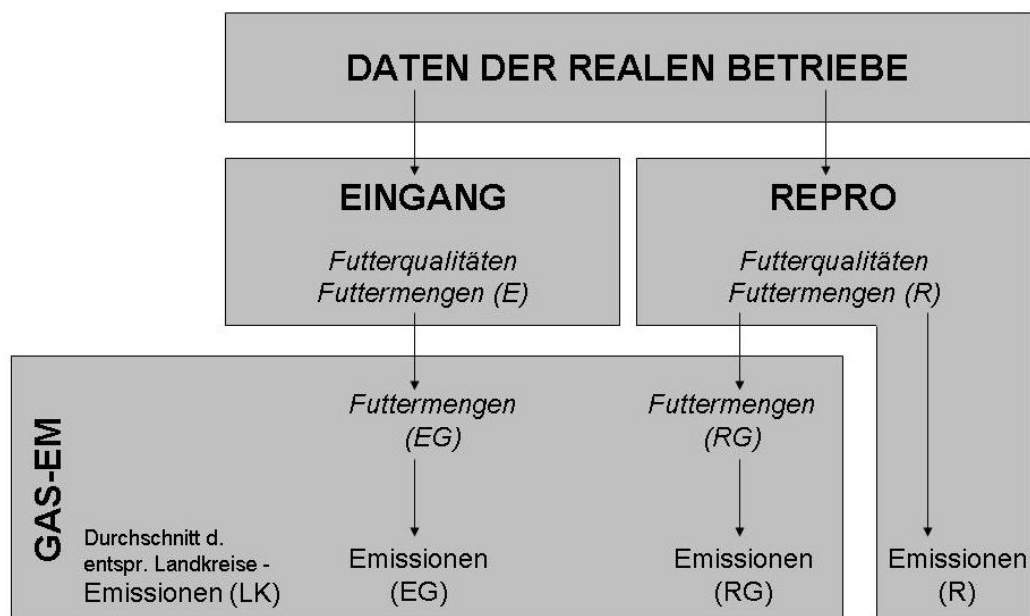 DATEN DER REALEN BETRIEBE
EINGANG
Futterqualitäten
Futtermengen (E)
REPRO
Futterqualitäten
Futtermengen (R)
GAS-EM
Futtermengen
(EG)
Futtermengen
(RG)
Durchschnitt d.
entspr. Landkreise -
Emissionen (LK)
Emissionen
(EG)
Emissionen
(RG)
Emissionen
(R)